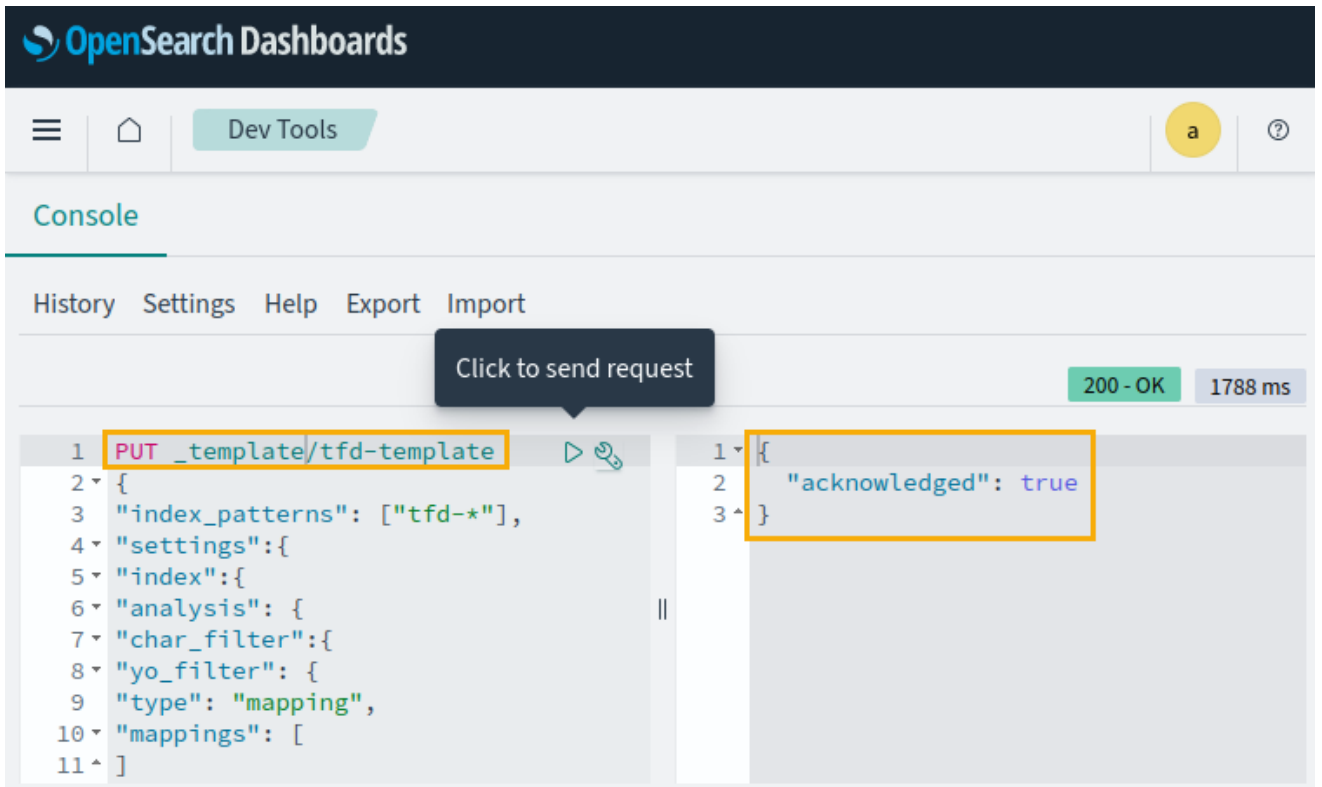 OpenSearch Dashboards
Dev Tools
a
Console
History Settings Help Export Import
Click to send request
200 - OK 1788 ms
1 PUT _template/tfd-template
2 {
3 "index_patterns": ["tfd-*"],
4 "settings":{
5 "index":{
6 "analysis": {
7 "char_filter":{
8 "yo_filter": {
9 "type": "mapping",
10 "mappings": [
11 ]
1 {
2 "acknowledged": true
3 }